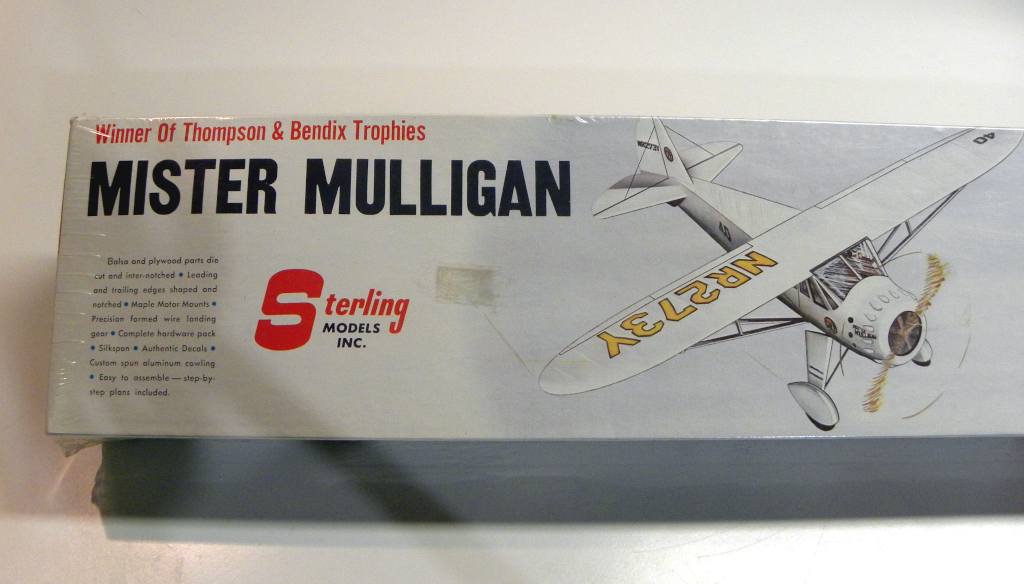 Winner Of Thompson & Bendix Trophies
MISTER MULLIGAN
Balsa and plywood parts die
cut and inter-notched • Leading
and trailing edges shaped and
notched • Maple Motor Mounts •
Precision formed wire landing
gear • Complete hardware pack
• Silkspan • Authentic Decals •
Custom spun aluminum cowling
• Easy to assemble — step-by-
step plans included.
Sterling
MODELS
INC.
NR273Y
40
40
NR273Y